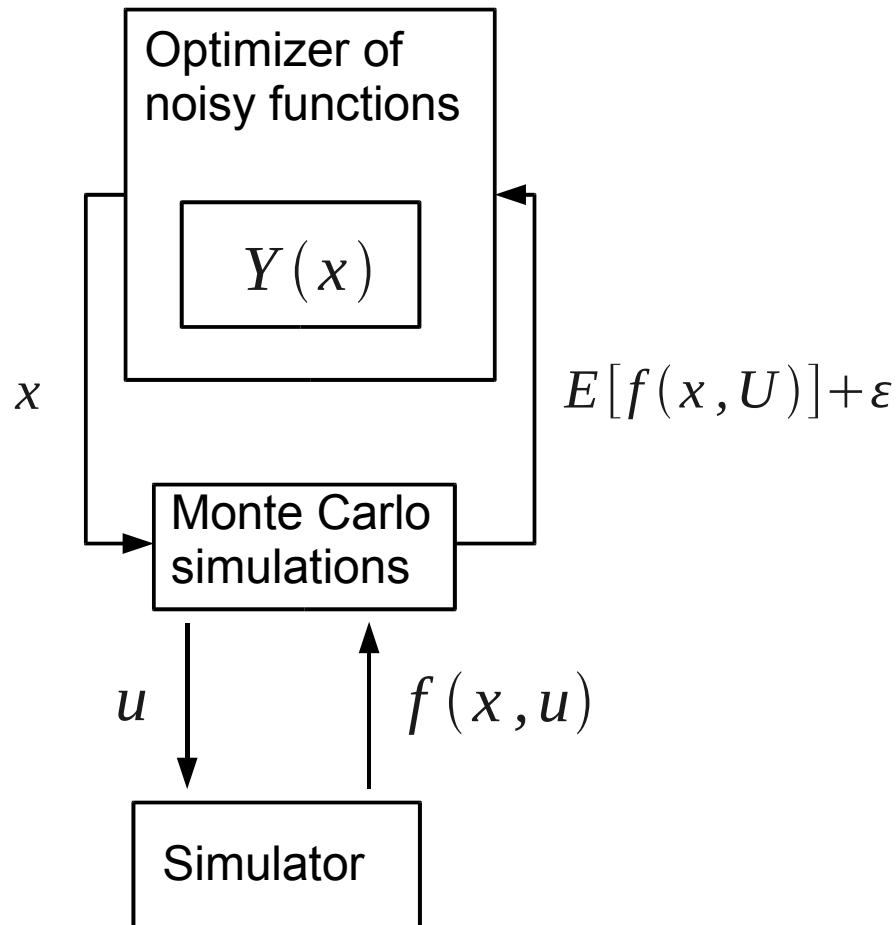 Optimizer of
noisy functions
Y(x)
x
E[f(x,U)]+ε
Monte Carlo
simulations
u
f(x,u)
Simulator